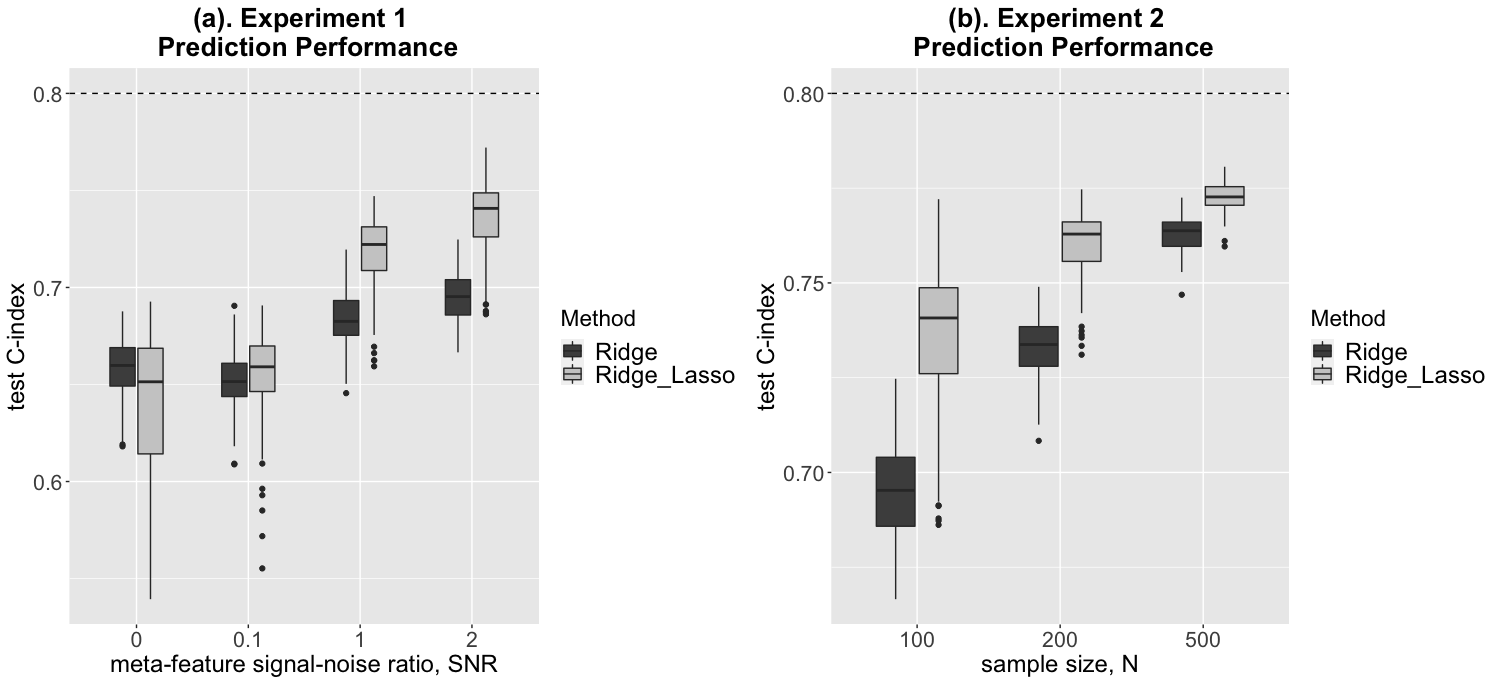 (a). Experiment 1
Prediction Performance
0.8
0.7
0.6
test C-index
0
0.1
1
2
meta-feature signal-noise ratio, SNR
Method
Ridge
Ridge_Lasso
(b). Experiment 2
Prediction Performance
0.80
0.75
0.70
test C-index
100
200
500
sample size, N
Method
Ridge
Ridge_Lasso